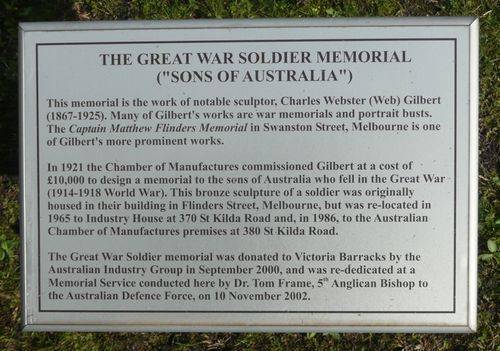 THE GREAT WAR SOLDIER MEMORIAL
("SONS OF AUSTRALIA")
This memorial is the work of notable sculptor, Charles Webster (Web) Gilbert
(1867-1925). Many of Gilbert's works are war memorials and portrait busts.
The Captain Matthew Flinders Memorial in Swanston Street, Melbourne is one
of Gilbert's more prominent works.
In 1921 the Chamber of Manufactures commissioned Gilbert at a cost of
£10,000 to design a memorial to the sons of Australia who fell in the Great War
(1914-1918 World War). This bronze sculpture of a soldier was originally
housed in their building in Flinders Street, Melbourne, but was re-located in
1965 to Industry House at 370 St Kilda Road and, in 1986, to the Australian
Chamber of Manufactures premises at 380 St Kilda Road.
The Great War Soldier memorial was donated to Victoria Barracks by the
Australian Industry Group in September 2000, and was re-dedicated at a
Memorial Service conducted here by Dr. Tom Frame, 5th Anglican Bishop to
the Australian Defence Force, on 10 November 2002.